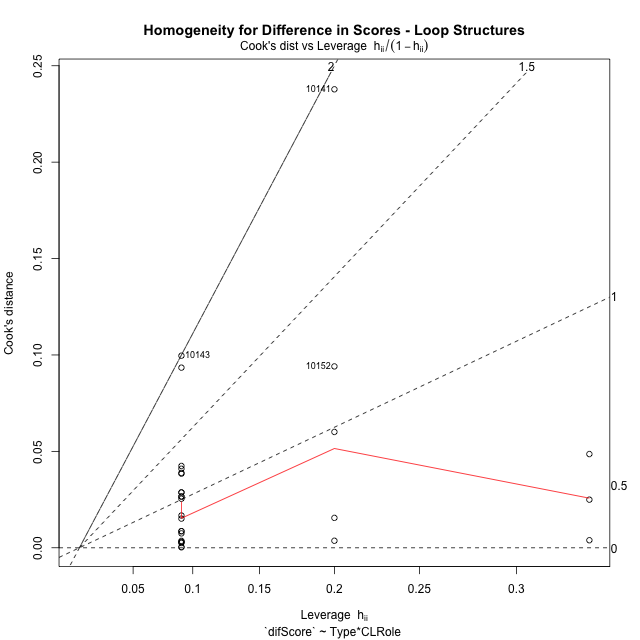 Homogeneity for Difference in Scores - Loop Structures
Cook's dist vs Leverage hii/(1−hii)
2
1.5
10141
1
10143
10152
0.5
0
0.25
0.20
0.15
0.10
0.05
0.00
Cook's distance
0.05 0.1 0.15 0.2 0.25 0.3
Leverage hii
`difScore` ~ Type*CLRole